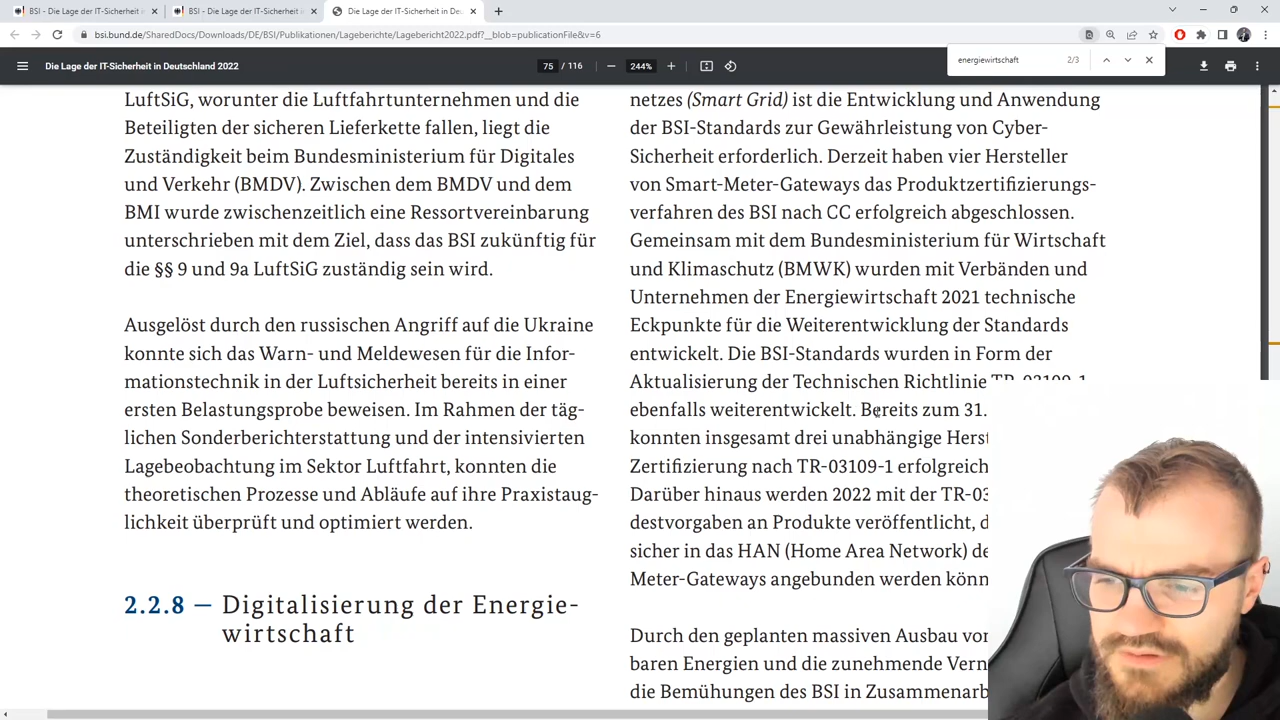 BSI - Die Lage der IT-Sicherheit in
BSI - Die Lage der IT-Sicherheit in
Die Lage der IT-Sicherheit in Deu
bsi.bund.de/SharedDocs/Downloads/DE/BSI/Publikationen/Lageberichte/Lagebericht2022.pdf?__blob=publicationFile&v=6
Die Lage der IT-Sicherheit in Deutschland 2022
75 / 116
244%
energiewirtschaft
2/3
LuftSiG, worunter die Luftfahrtunternehmen und die
Beteiligten der sicheren Lieferkette fallen, liegt die
Zuständigkeit beim Bundesministerium für Digitales
und Verkehr (BMDV). Zwischen dem BMDV und dem
BMI wurde zwischenzeitlich eine Ressortvereinbarung
unterschrieben mit dem Ziel, dass das BSI zukünftig für
die §§ 9 und 9a LuftSiG zuständig sein wird.
Ausgelöst durch den russischen Angriff auf die Ukraine
konnte sich das Warn- und Meldewesen für die Infor-
mationstechnik in der Luftsicherheit bereits in einer
ersten Belastungsprobe beweisen. Im Rahmen der täg-
lichen Sonderberichterstattung und der intensivierten
Lagebeobachtung im Sektor Luftfahrt, konnten die
theoretischen Prozesse und Abläufe auf ihre Praxistaug-
lichkeit überprüft und optimiert werden.
2.2.8 — Digitalisierung der Energie-
wirtschaft
netzes (Smart Grid) ist die Entwicklung und Anwendung
der BSI-Standards zur Gewährleistung von Cyber-
Sicherheit erforderlich. Derzeit haben vier Hersteller
von Smart-Meter-Gateways das Produktzertifizierungs-
verfahren des BSI nach CC erfolgreich abgeschlossen.
Gemeinsam mit dem Bundesministerium für Wirtschaft
und Klimaschutz (BMWK) wurden mit Verbänden und
Unternehmen der Energiewirtschaft 2021 technische
Eckpunkte für die Weiterentwicklung der Standards
entwickelt. Die BSI-Standards wurden in Form der
Aktualisierung der Technischen Richtlinie TR-03109-1
ebenfalls weiterentwickelt. Bereits zum 31.
konnten insgesamt drei unabhängige Herst
Zertifizierung nach TR-03109-1 erfolgreich
Darüber hinaus werden 2022 mit der TR-03
destvorgaben an Produkte veröffentlicht, d
sicher in das HAN (Home Area Network) de
Meter-Gateways angebunden werden könn
Durch den geplanten massiven Ausbau vor
baren Energien und die zunehmende Vern
die Bemühungen des BSI in Zusammenarb